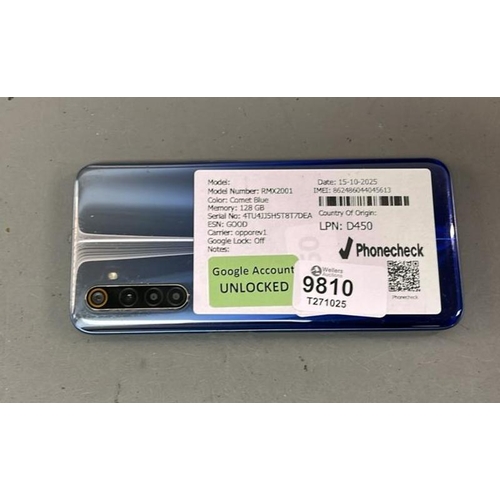 Model:
Model Number: RMX2001
Color: Comet Blue
Memory: 128 GB
Serial No: 4TU4JJ5H5T8T7DEA
ESN: GOOD
Carrier: opporev1
Google Lock: Off
Notes:
Date: 15-10-2025
IMEI: 862486044045613
Country Of Origin:
LPN: D450
Phonecheck
Phonecheck
Google Account
UNLOCKED
Wellers
9810
T271025